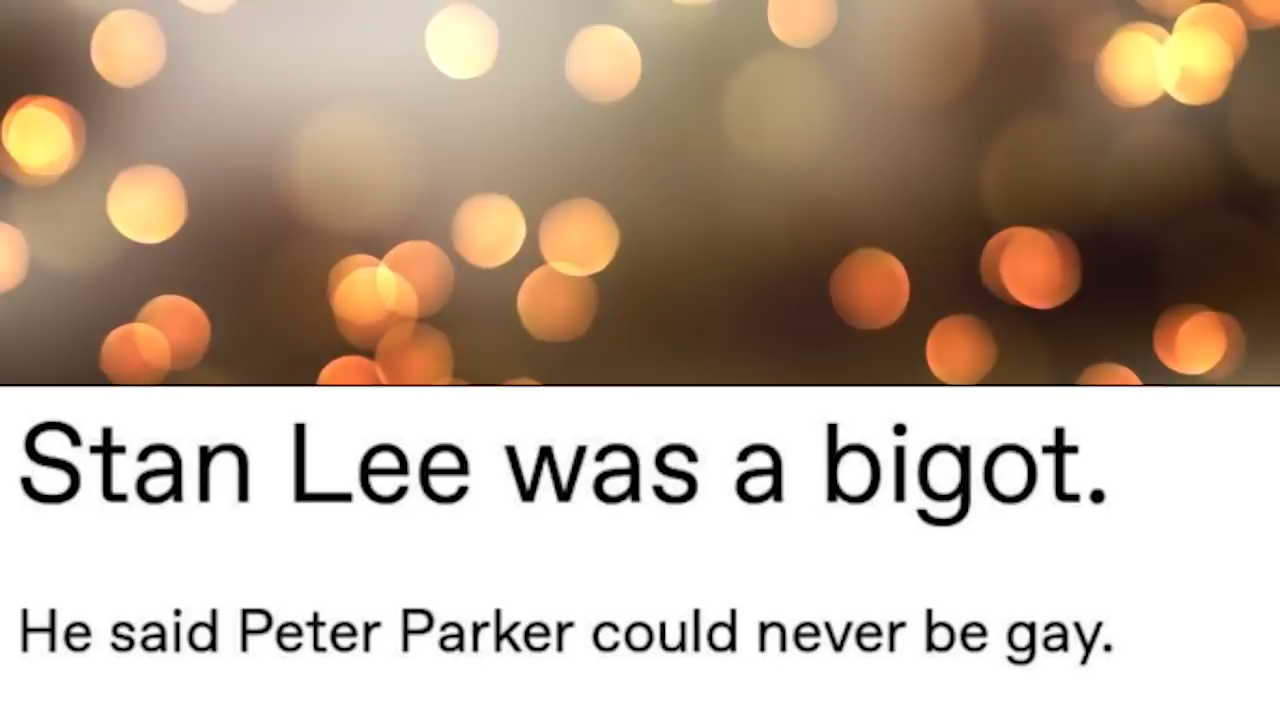 Stan Lee was a bigot.
He said Peter Parker could never be gay.